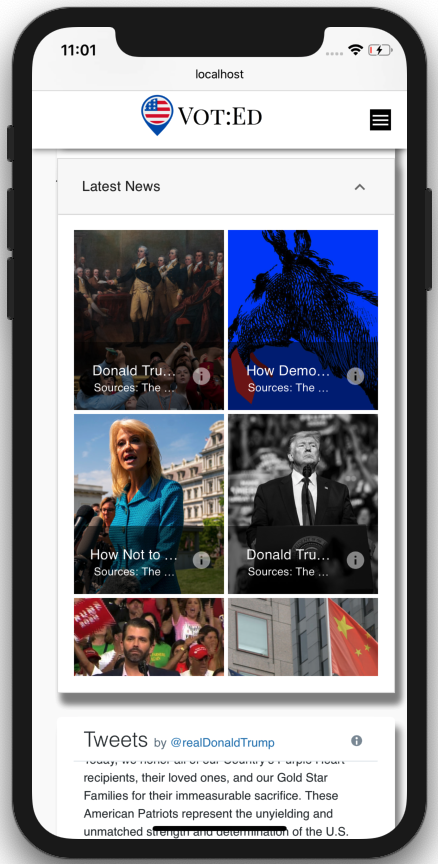 11:01
localhost
VOT:ED
Latest News
Donald Tru...
Sources: The ...
How Demo...
Sources: The ...
How Not to ...
Sources: The ...
Donald Tru...
Sources: The ...
Tweets by @realDonaldTrump
Today, we honor all of our Country's Purple Heart
recipients, their loved ones, and our Gold Star
Families for their immeasurable sacrifice. These
American Patriots represent the unyielding and
unmatched strength and determination of the U.S.